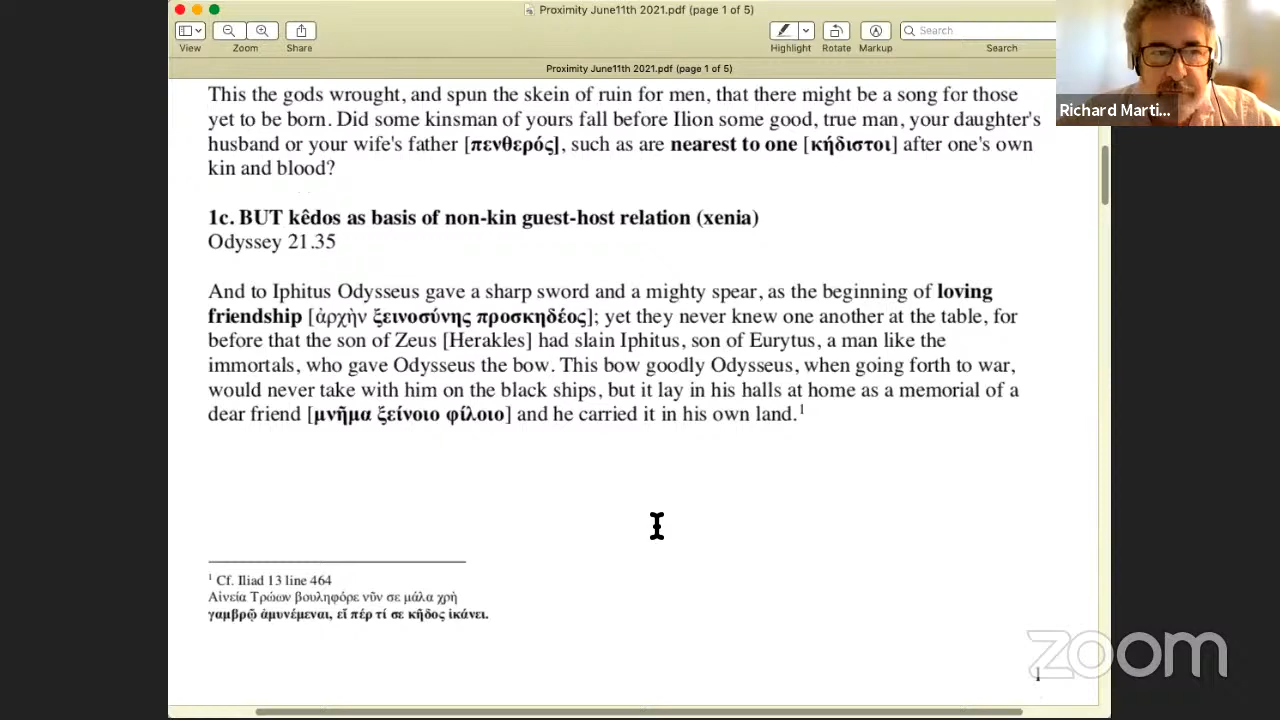 Proximity June11th 2021.pdf (page 1 of 5)
Search
View
Zoom
Share
Highlight
Rotate
Markup
Search
Proximity June11th 2021.pdf (page 1 of 5)
Richard Marti...
This the gods wrought, and spun the skein of ruin for men, that there might be a song for those
yet to be born. Did some kinsman of yours fall before Ilion some good, true man, your daughter's
husband or your wife's father [πενθερός], such as are nearest to one [κήδιστοι] after one's own
kin and blood?
1c. BUT kêdos as basis of non-kin guest-host relation (xenia)
Odyssey 21.35
And to Iphitus Odysseus gave a sharp sword and a mighty spear, as the beginning of loving
friendship [ἀρχὴν ξεινοσύνης προσκηδέος]; yet they never knew one another at the table, for
before that the son of Zeus [Herakles] had slain Iphitus, son of Eurytus, a man like the
immortals, who gave Odysseus the bow. This bow goodly Odysseus, when going forth to war,
would never take with him on the black ships, but it lay in his halls at home as a memorial of a
dear friend [μνῆμα ξείνοιο φίλοιο] and he carried it in his own land.1
1 Cf. Iliad 13 line 464
Αἰνεία Τρώων βουληφόρε νῦν σε μάλα χρὴ
γαμβρῷ ἀμυνέμεναι, εἴ πέρ τί σε κῆδος ἱκάνει.
zoom
1